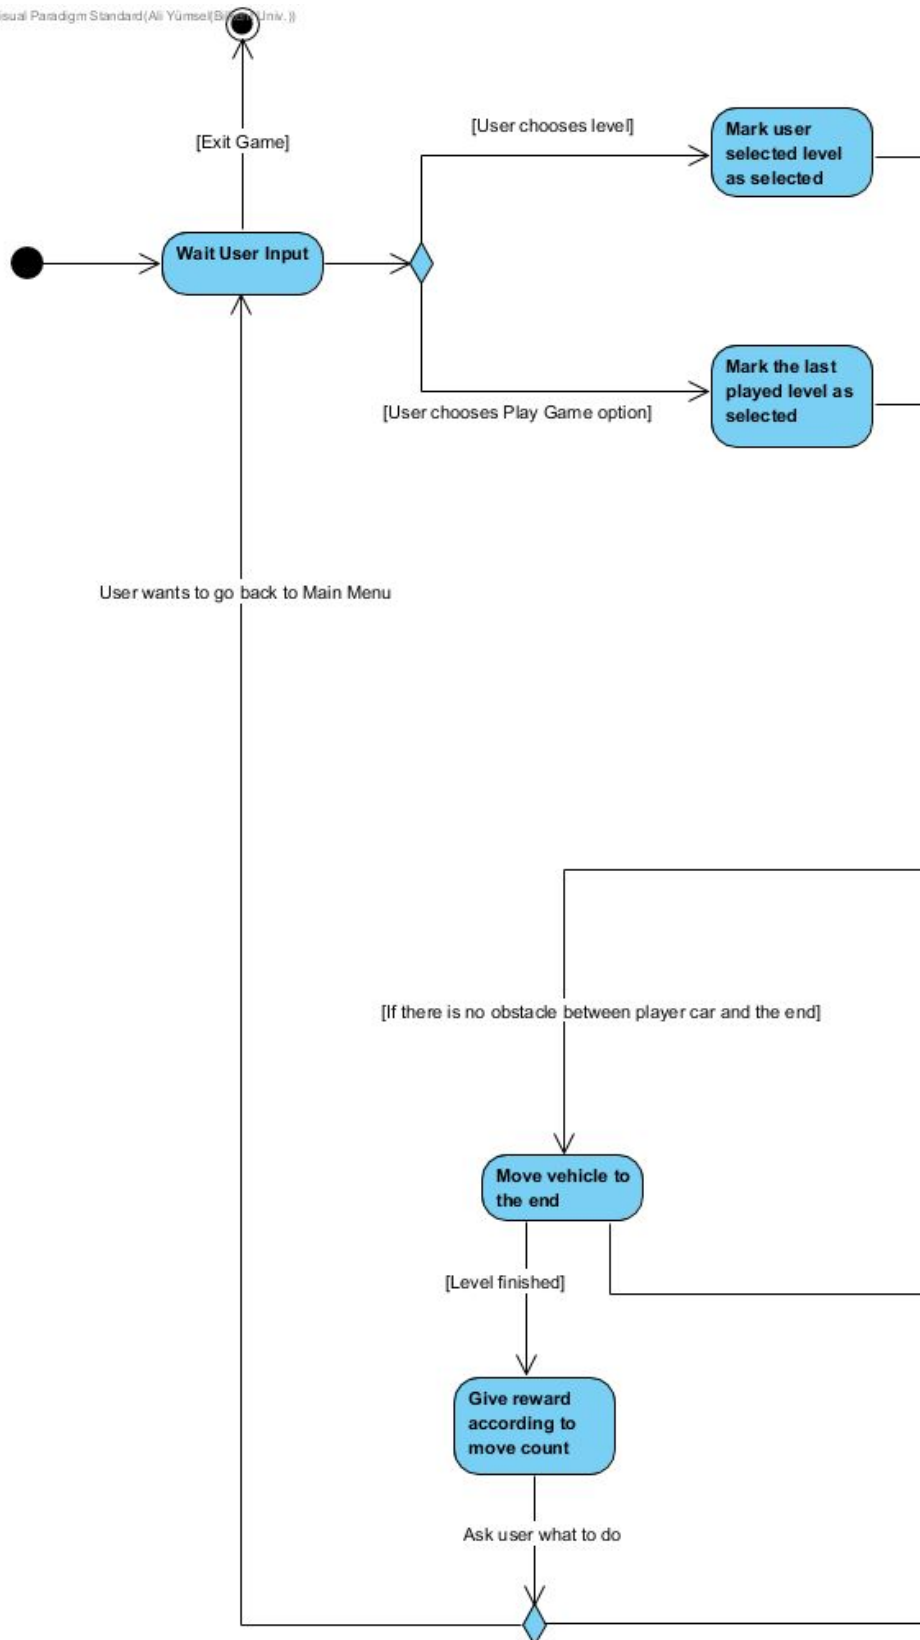 Visual Paradigm Standard(Ali Yümsel( Univ.))
[Exit Game]
[User chooses level]
Mark user
selected level
as selected
Wait User Input
Mark the last
played level as
selected
[User chooses Play Game option]
User wants to go back to Main Menu
[If there is no obstacle between player car and the end]
Move vehicle to
the end
[Level finished]
Give reward
according to
move count
Ask user what to do